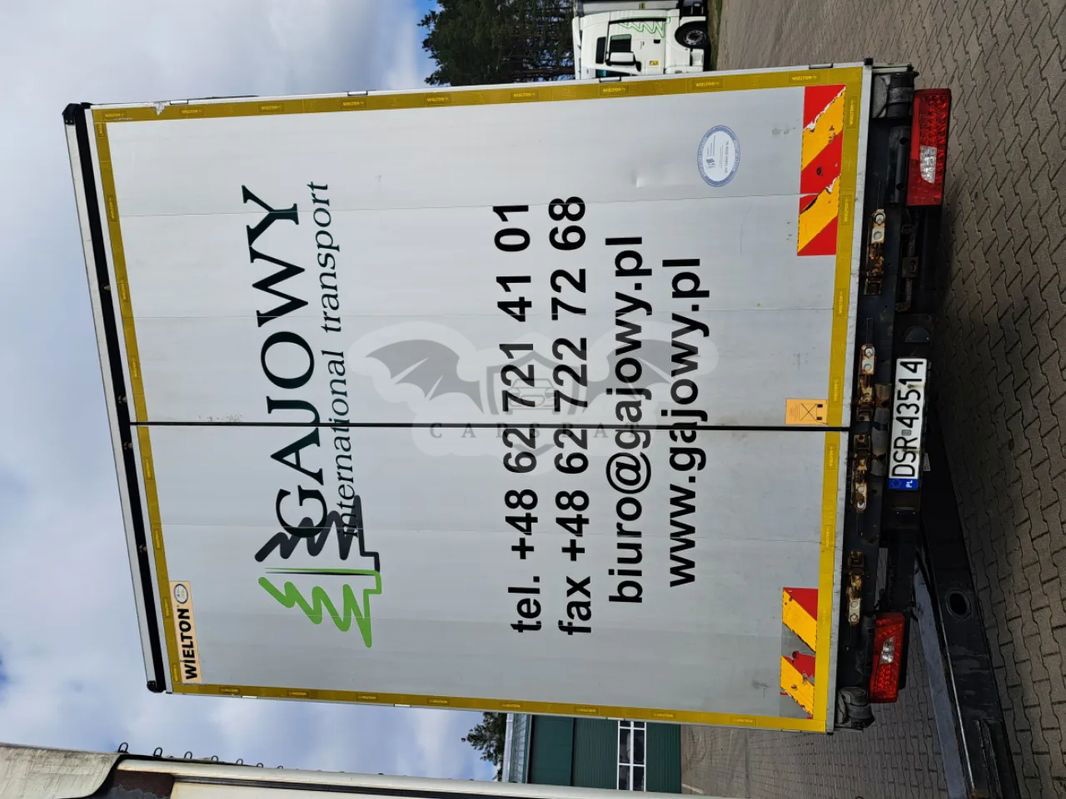 WIELTON
GAJOWY
international transport
tel. +48 62 721 41 01
fax +48 62 722 72 68
biuro@gajowy.pl
www.gajowy.pl
PL DSR 43514